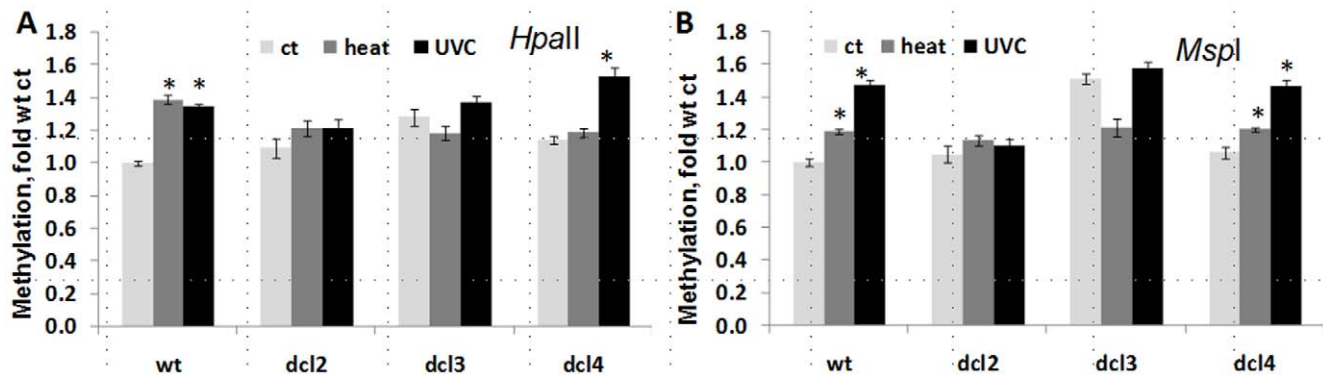 A
Methylation, fold wt ct
1.8
1.6
1.4
1.2
1.0
0.8
0.6
0.4
0.2
0.0
ct heat UVC
HpaII
* *
*
wt dcl2 dcl3 dcl4
B
Methylation, fold wt ct
1.8
1.6
1.4
1.2
1.0
0.8
0.6
0.4
0.2
0.0
ct heat UVC
MspI
* *
* *
wt dcl2 dcl3 dcl4